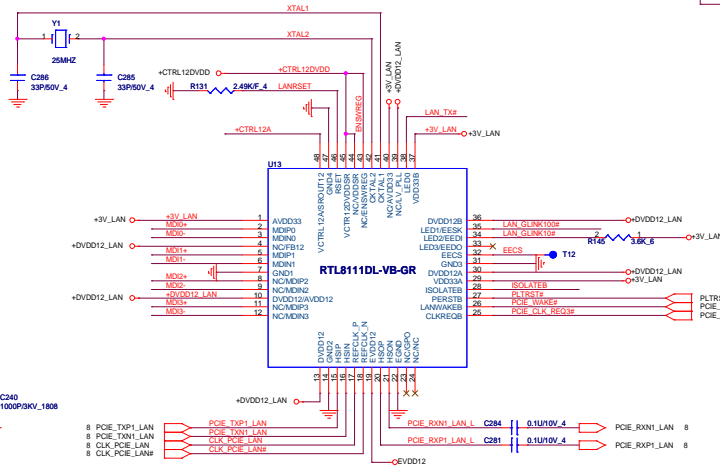 XTAL1
Y1
1 2
XTAL2
25MHZ
C286
33P/50V_4
C285
33P/50V_4
+CTRL12DVDD
+CTRL12DVDD
R131 2.49K/F_4 LANRSET
ENSWREG
+3V_LAN
+DVDD12_LAN
LAN_TX#
+CTRL12A
+3V_LAN +3V_LAN
U13
48 47 46 45 44 43 42 41 40 39 38 37
VCTRL12A/SROUT12
GND4
RSET
VCTR12DVDDSR
NC/VDDSR
NC/ENSWREG
CKTAL2
CKTAL1
NC/AVDD33
NC/LV_PLL
LED0
VDD33B
+3V_LAN +3V_LAN 1 AVDD33
MDI0+ 2 MDIP0
MDI0- 3 MDIN0
+DVDD12_LAN 4 NC/FB12
MDI1+ 5 MDIP1
MDI1- 6 MDIN1
7 GND1
MDI2+ 8 NC/MDIP2
MDI2- 9 NC/MDIN2
+DVDD12_LAN +DVDD12_LAN 10 DVDD12/AVDD12
MDI3+ 11 NC/MDIP3
MDI3- 12 NC/MDIN3
RTL8111DL-VB-GR
DVDD12B 36 +DVDD12_LAN
LED1/EESK 35 LAN_GLINK100#
LED2/EEDI 34 LAN_GLINK10#
R145 2 1 3.6K_6 +3V_LAN
LED3/EEDO 33
EECS 32 EECS T12
GND3 31
DVDD12A 30 +DVDD12_LAN
VDD33A 29 +3V_LAN
ISOLATEB 28 ISOLATEB
PERSTB 27 PLTRST# PLTRS
LANWAKEB 26 PCIE_WAKE# PCIE_
CLKREQB 25 PCIE_CLK_REQ3# PCIE_
DVDD12
GND2
HSIP
HSIN
REFCLK_P
REFCLK_N
EVDD12
HSOP
HSON
EGND
NC/GPO
NC/NC
13 14 15 16 17 18 19 20 21 22 23 24
+DVDD12_LAN
C240
1000P/3KV_1808
8 PCIE_TXP1_LAN PCIE_TXP1_LAN
8 PCIE_TXN1_LAN PCIE_TXN1_LAN
8 CLK_PCIE_LAN CLK_PCIE_LAN
8 CLK_PCIE_LAN# CLK_PCIE_LAN#
PCIE_RXN1_LAN_L C284 0.1U/10V_4 PCIE_RXN1_LAN 8
PCIE_RXP1_LAN_L C281 0.1U/10V_4 PCIE_RXP1_LAN 8
EVDD12